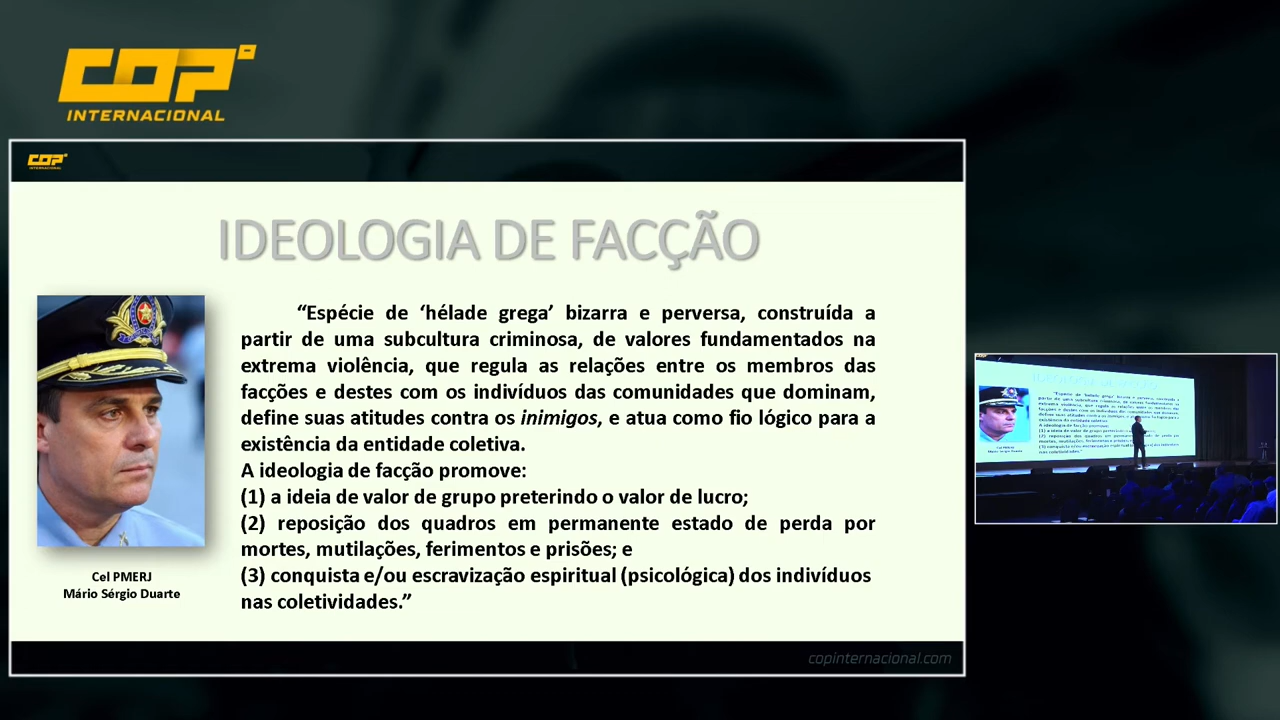 COP
INTERNACIONAL
COP
INTERNACIONAL
IDEOLOGIA DE FACÇÃO
“Espécie de ‘hélade grega’ bizarra e perversa, construída a
partir de uma subcultura criminosa, de valores fundamentados na
extrema violência, que regula as relações entre os membros das
facções e destes com os indivíduos das comunidades que dominam,
define suas atitudes contra os inimigos, e atua como fio lógico para a
existência da entidade coletiva.
A ideologia de facção promove:
(1) a ideia de valor de grupo preterindo o valor de lucro;
(2) reposição dos quadros em permanente estado de perda por
mortes, mutilações, ferimentos e prisões; e
(3) conquista e/ou escravização espiritual (psicológica) dos indivíduos
nas coletividades.”
Cel PMERJ
Mário Sérgio Duarte
copinternacional.com